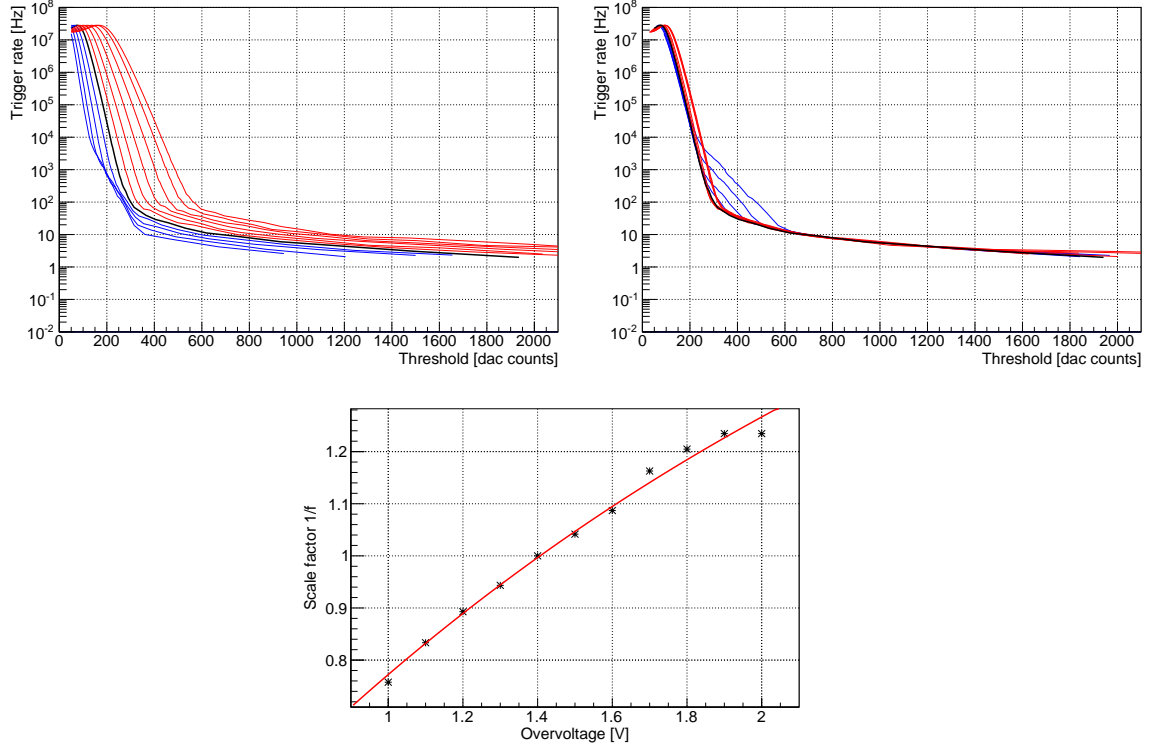 Trigger rate [Hz]
10^7
10^6
10^5
10^4
10^3
10^2
10
1
10^-1
10^-2
0 200 400 600 800 1000 1200 1400 1600 1800 2000
Threshold [dac counts]
Trigger rate [Hz]
10^7
10^6
10^5
10^4
10^3
10^2
10
1
10^-1
10^-2
0 200 400 600 800 1000 1200 1400 1600 1800 2000
Threshold [dac counts]
Scale factor 1/f
1.2
1.1
1
0.9
0.8
1 1.2 1.4 1.6 1.8 2
Overvoltage [V]